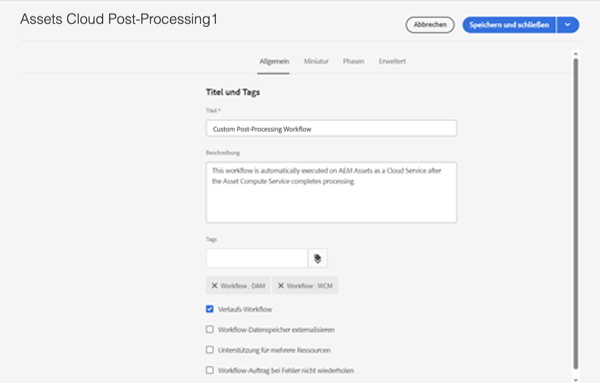 Assets Cloud Post-Processing1
Abbrechen
Speichern und schließen
Allgemein
Miniatur
Phasen
Erweitert
Titel und Tags
Titel *
Custom Post-Processing Workflow
Beschreibung
This workflow is automatically executed on AEM Assets as a Cloud Service after
the Asset Compute Service completes processing.
Tags
Workflow : DAM
Workflow : WCM
Verlaufs-Workflow
Workflow-Datenspeicher externalisieren
Unterstützung für mehrere Ressourcen
Workflow-Auftrag bei Fehler nicht wiederholen